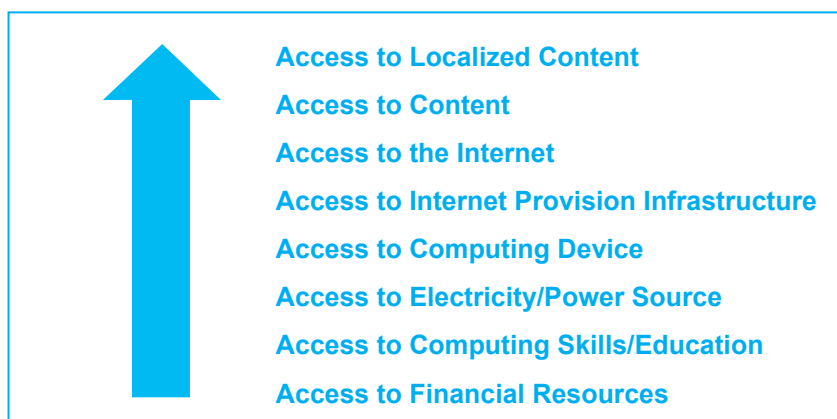 Access to Localized Content
Access to Content
Access to the Internet
Access to Internet Provision Infrastructure
Access to Computing Device
Access to Electricity/Power Source
Access to Computing Skills/Education
Access to Financial Resources